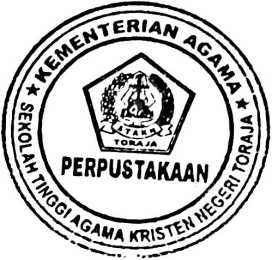 KEMENTERIAN AGAMA
TORAJA
PERPUSTAKAAN
★ SEKOLAH TINGGI AGAMA KRISTEN NEGERI TORAJA ★